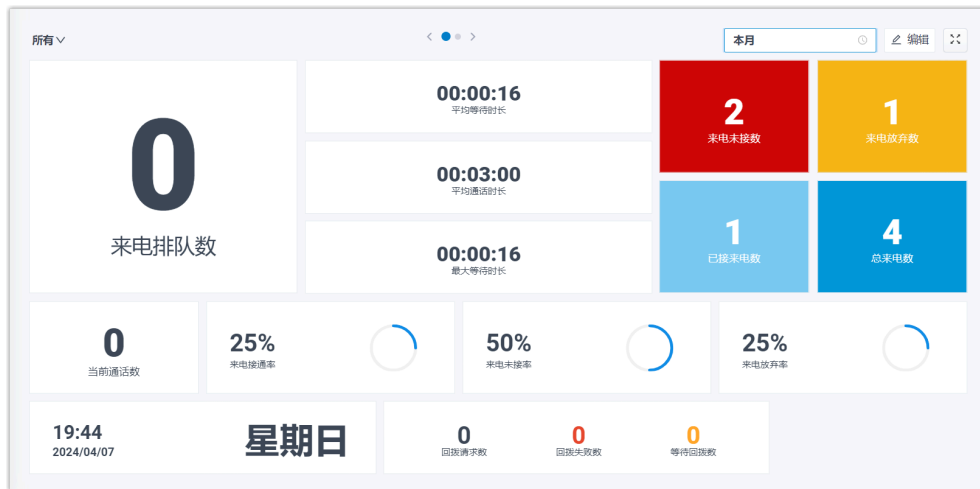 所有
本月
编辑
0
来电排队数
00:00:16
平均等待时长
00:03:00
平均通话时长
00:00:16
最大等待时长
2
来电未接数
1
来电放弃数
1
已接来电数
4
总来电数
0
当前通话数
25%
来电接通率
50%
来电未接率
25%
来电放弃率
19:44
2024/04/07
星期日
0
回拨请求数
0
回拨失败数
0
等待回拨数